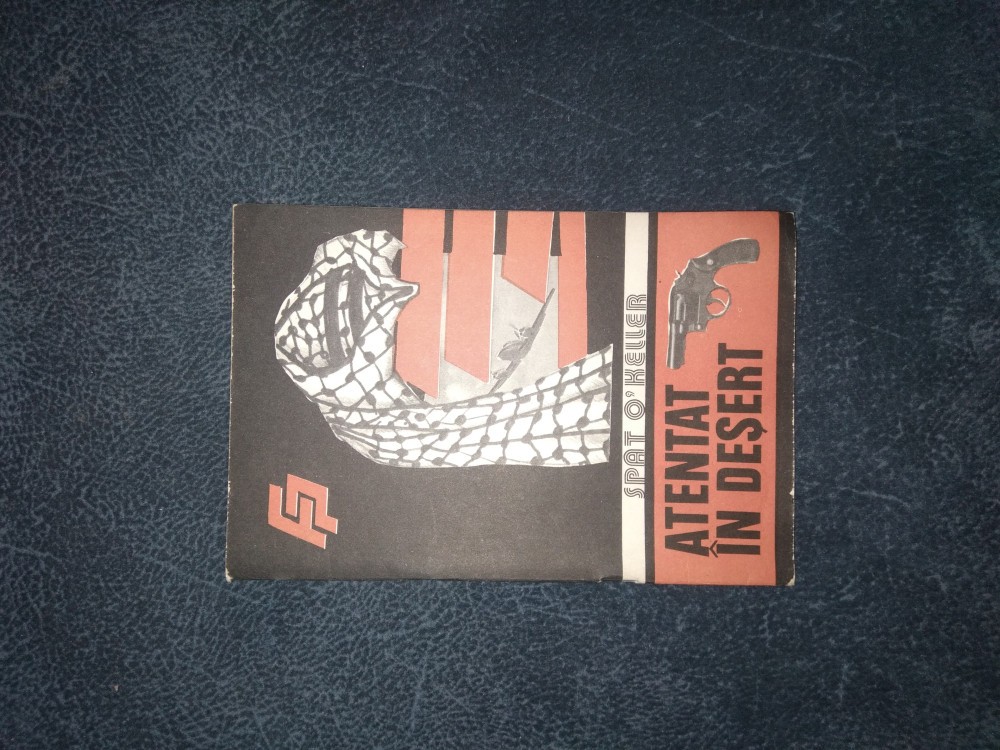 SPAT O'KELLER
ATENTAT
ÎN DEȘERT